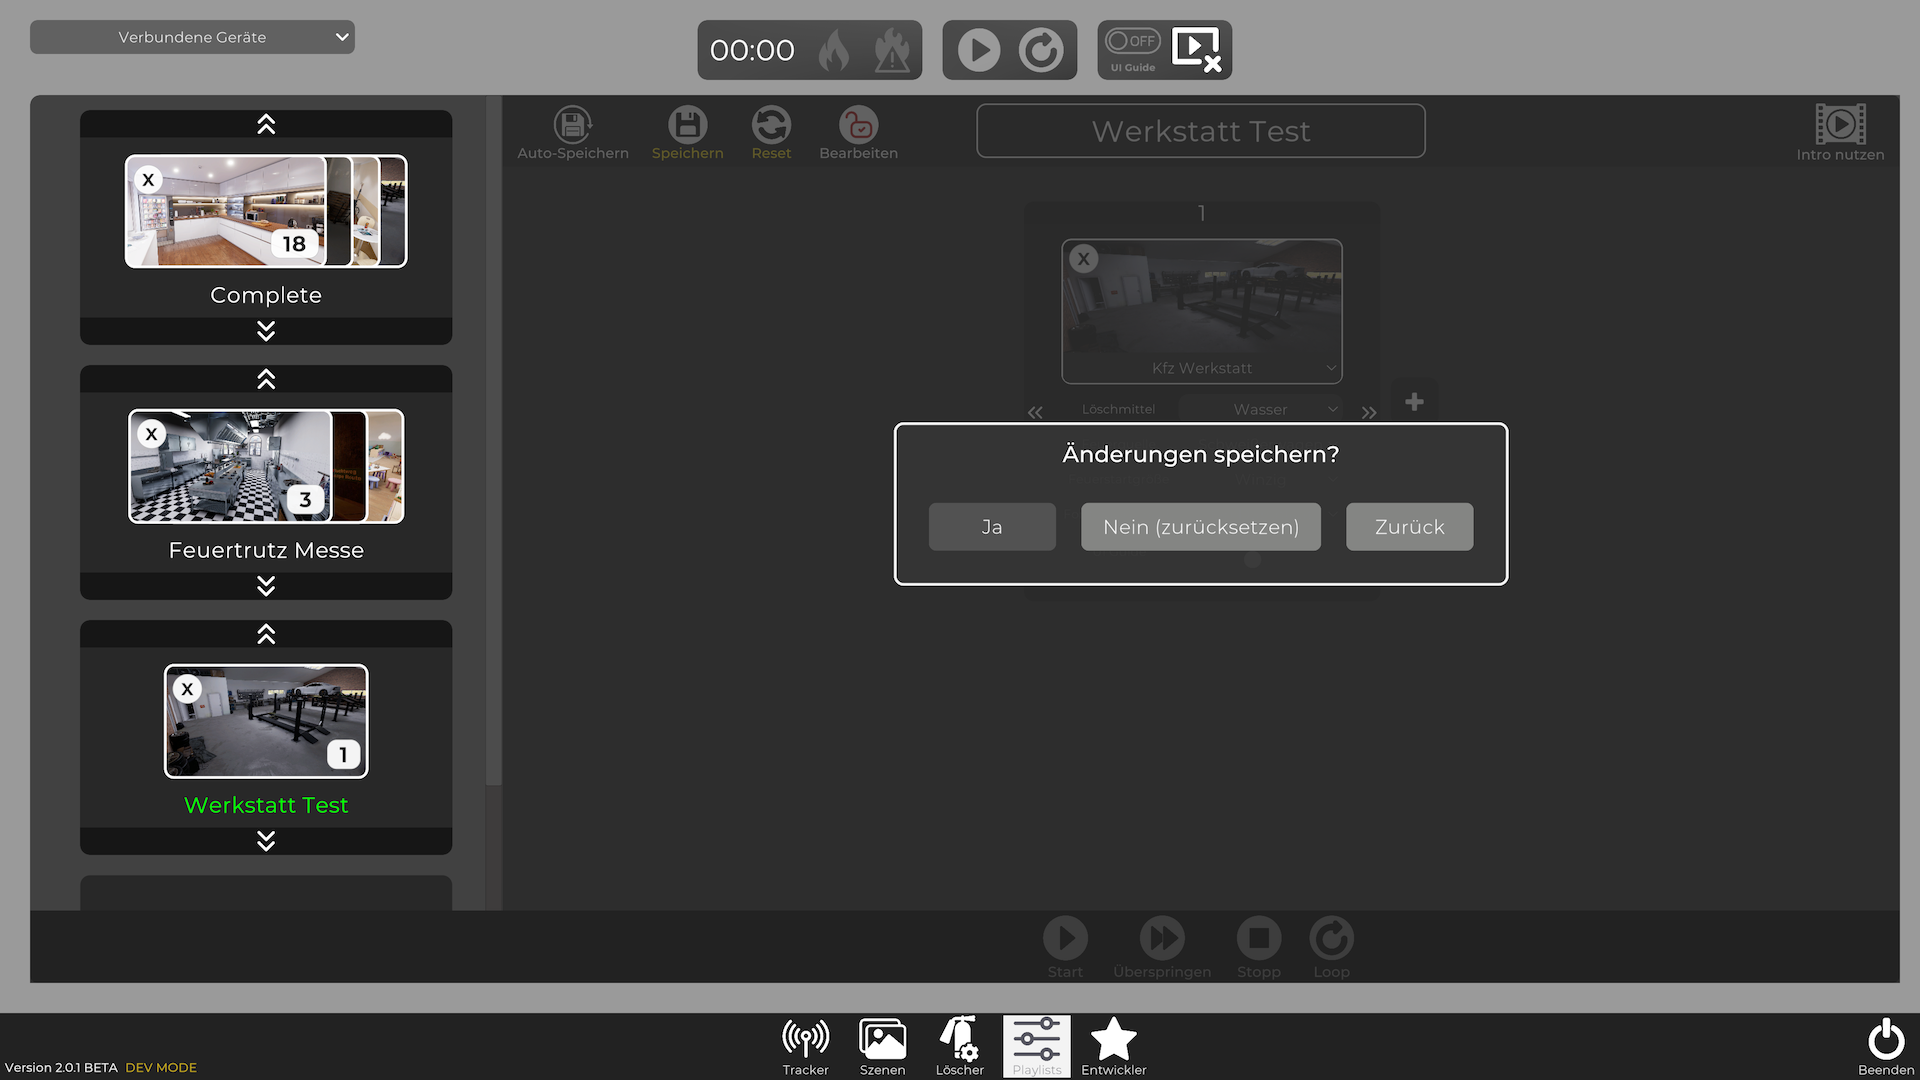 Verbundene Geräte
00:00
OFF
UI Guide
Auto-Speichern
Speichern
Reset
Bearbeiten
Werkstatt Test
Intro nutzen
X
18
Complete
X
3
Feuertrutz Messe
X
1
Werkstatt Test
1
X
Kfz Werkstatt
Löschmittel
Wasser
Änderungen speichern?
Ja
Nein (zurücksetzen)
Zurück
Start
Überspringen
Stopp
Loop
Version 2.0.1 BETA DEV MODE
Tracker
Szenen
Löscher
Playlists
Entwickler
Beenden